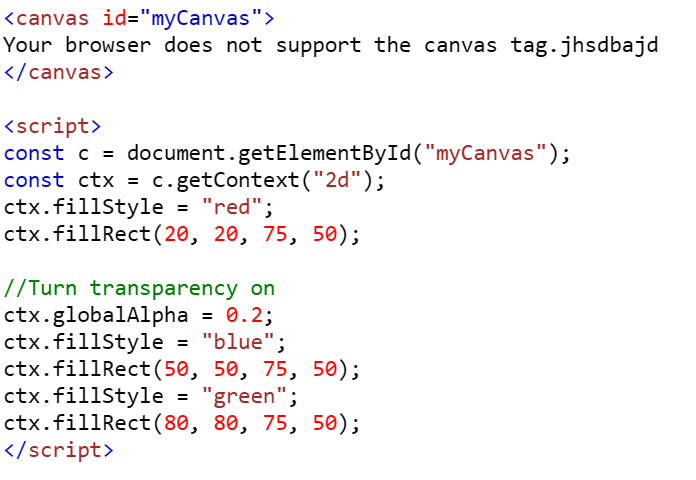 <canvas id="myCanvas">
Your browser does not support the canvas tag.jhsdbajd
</canvas>
<script>
const c = document.getElementById("myCanvas");
const ctx = c.getContext("2d");
ctx.fillStyle = "red";
ctx.fillRect(20, 20, 75, 50);
//Turn transparency on
ctx.globalAlpha = 0.2;
ctx.fillStyle = "blue";
ctx.fillRect(50, 50, 75, 50);
ctx.fillStyle = "green";
ctx.fillRect(80, 80, 75, 50);
</script>